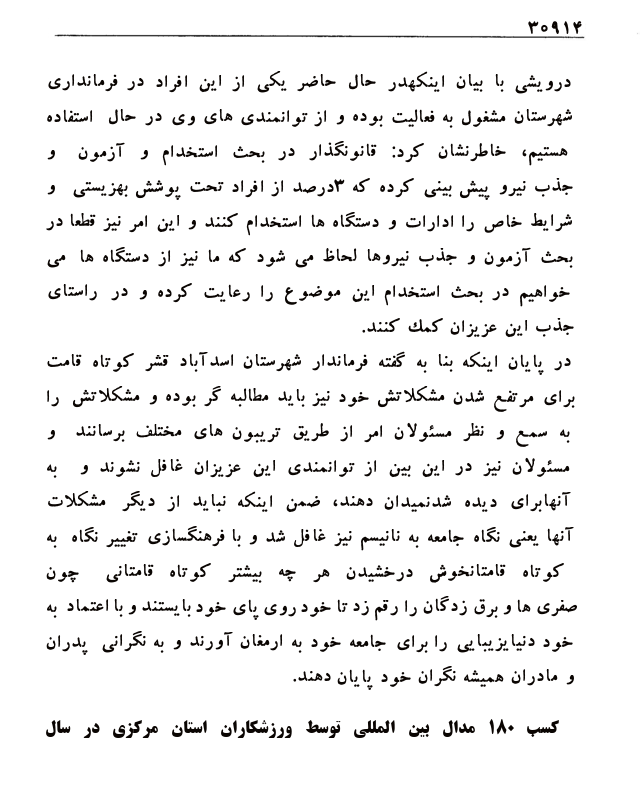 ۳۰۹۱۴
درویشی با بیان اینکهدر حال حاضر یکی از این افراد در فرمانداری
شهرستان مشغول به فعالیت بوده و از توانمندی های وی در حال استفاده
هستیم، خاطرنشان کرد: قانونگذار در بحث استخدام و آزمون و
جذب نیرو پیش بینی کرده که ۳درصد از افراد تحت پوشش بهزیستی و
شرایط خاص را ادارات و دستگاه ها استخدام کنند و این امر نیز قطعا در
بحث آزمون و جذب نیروها لحاظ می شود که ما نیز از دستگاه ها می
خواهیم در بحث استخدام این موضوع را رعایت کرده و در راستای
جذب این عزیزان کمك کنند.
در پایان اینکه بنا به گفته فرماندار شهرستان اسدآباد قشر کوتاه قامت
برای مرتفع شدن مشکلاتش خود نیز باید مطالبه گر بوده و مشکلاتش را
به سمع و نظر مسئولان امر از طریق تریبون های مختلف برسانند و
مسئولان نیز در این بین از توانمندی این عزیزان غافل نشوند و به
آنهابرای دیده شدنمیدان دهند، ضمن اینکه نباید از دیگر مشکلات
آنها یعنی نگاه جامعه به نانیسم نیز غافل شد و با فرهنگسازی تغییر نگاه به
کوتاه قامتانخوش درخشیدن هر چه بیشتر کوتاه قامتانی چون
صفری ها و برق زدگان را رقم زد تا خود روی پای خود بایستند و با اعتماد به
خود دنیایزیبایی را برای جامعه خود به ارمغان آورند و به نگرانی پدران
و مادران همیشه نگران خود پایان دهند.
کسب ۱۸۰ مدال بین المللی توسط ورزشکاران استان مرکزی در سال